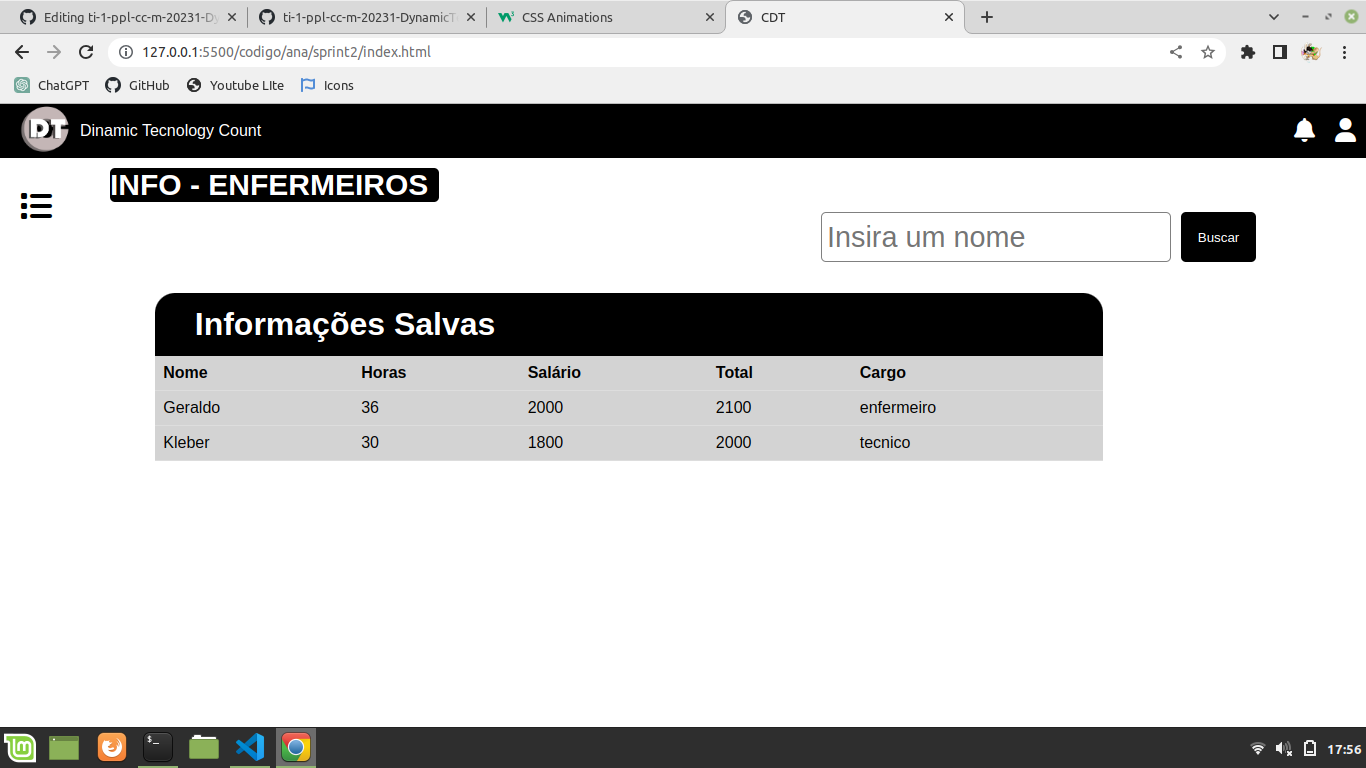 Editing ti-1-ppl-cc-m-20231-Dy
ti-1-ppl-cc-m-20231-DynamicT
CSS Animations
CDT
127.0.0.1:5500/codigo/ana/sprint2/index.html
ChatGPT
GitHub
Youtube LIte
Icons
DT
Dinamic Tecnology Count
INFO - ENFERMEIROS
Insira um nome
Buscar
Informações Salvas
Nome Horas Salário Total Cargo
Geraldo 36 2000 2100 enfermeiro
Kleber 30 1800 2000 tecnico
17:56